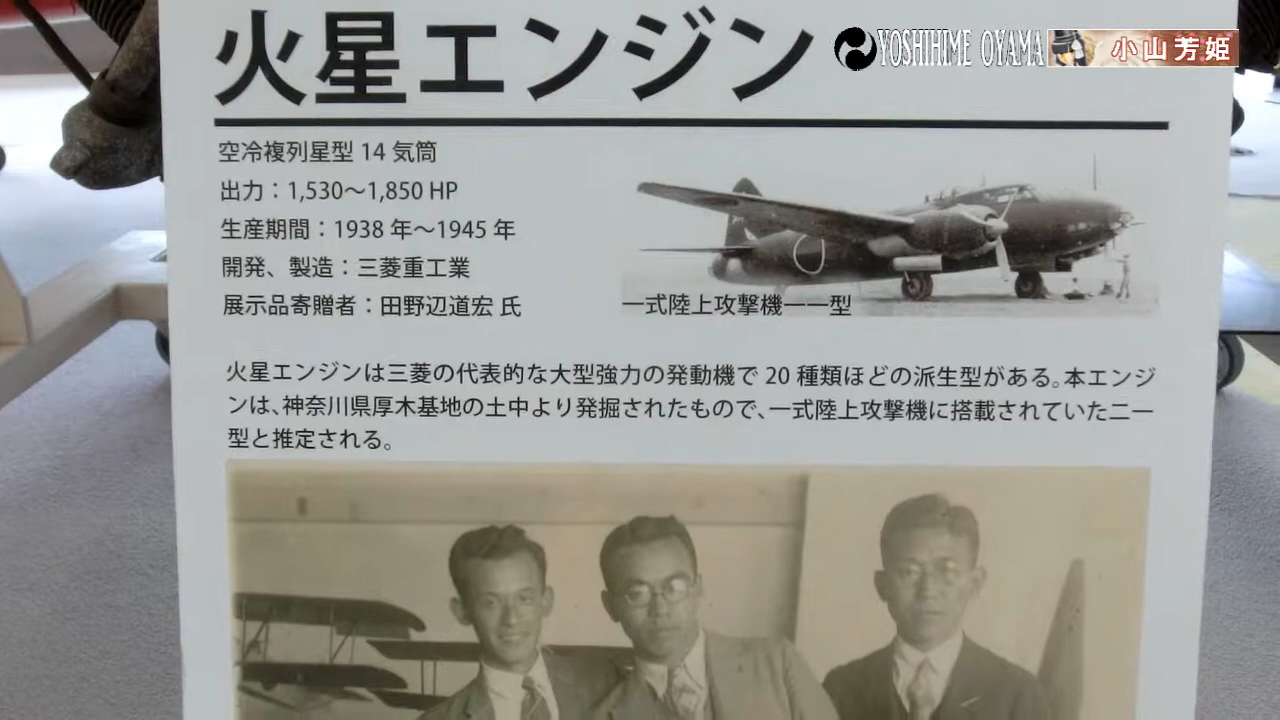 火星エンジン
YOSHIHIME OYAMA
小山芳姫
空冷複列星型 14 気筒
出力：1,530～1,850 HP
生産期間：1938 年～1945 年
開発、製造：三菱重工業
展示品寄贈者：田野辺道宏 氏
一式陸上攻撃機一一型
火星エンジンは三菱の代表的な大型強力の発動機で 20 種類ほどの派生型がある。本エンジ
ンは、神奈川県厚木基地の土中より発掘されたもので、一式陸上攻撃機に搭載されていた二一
型と推定される。